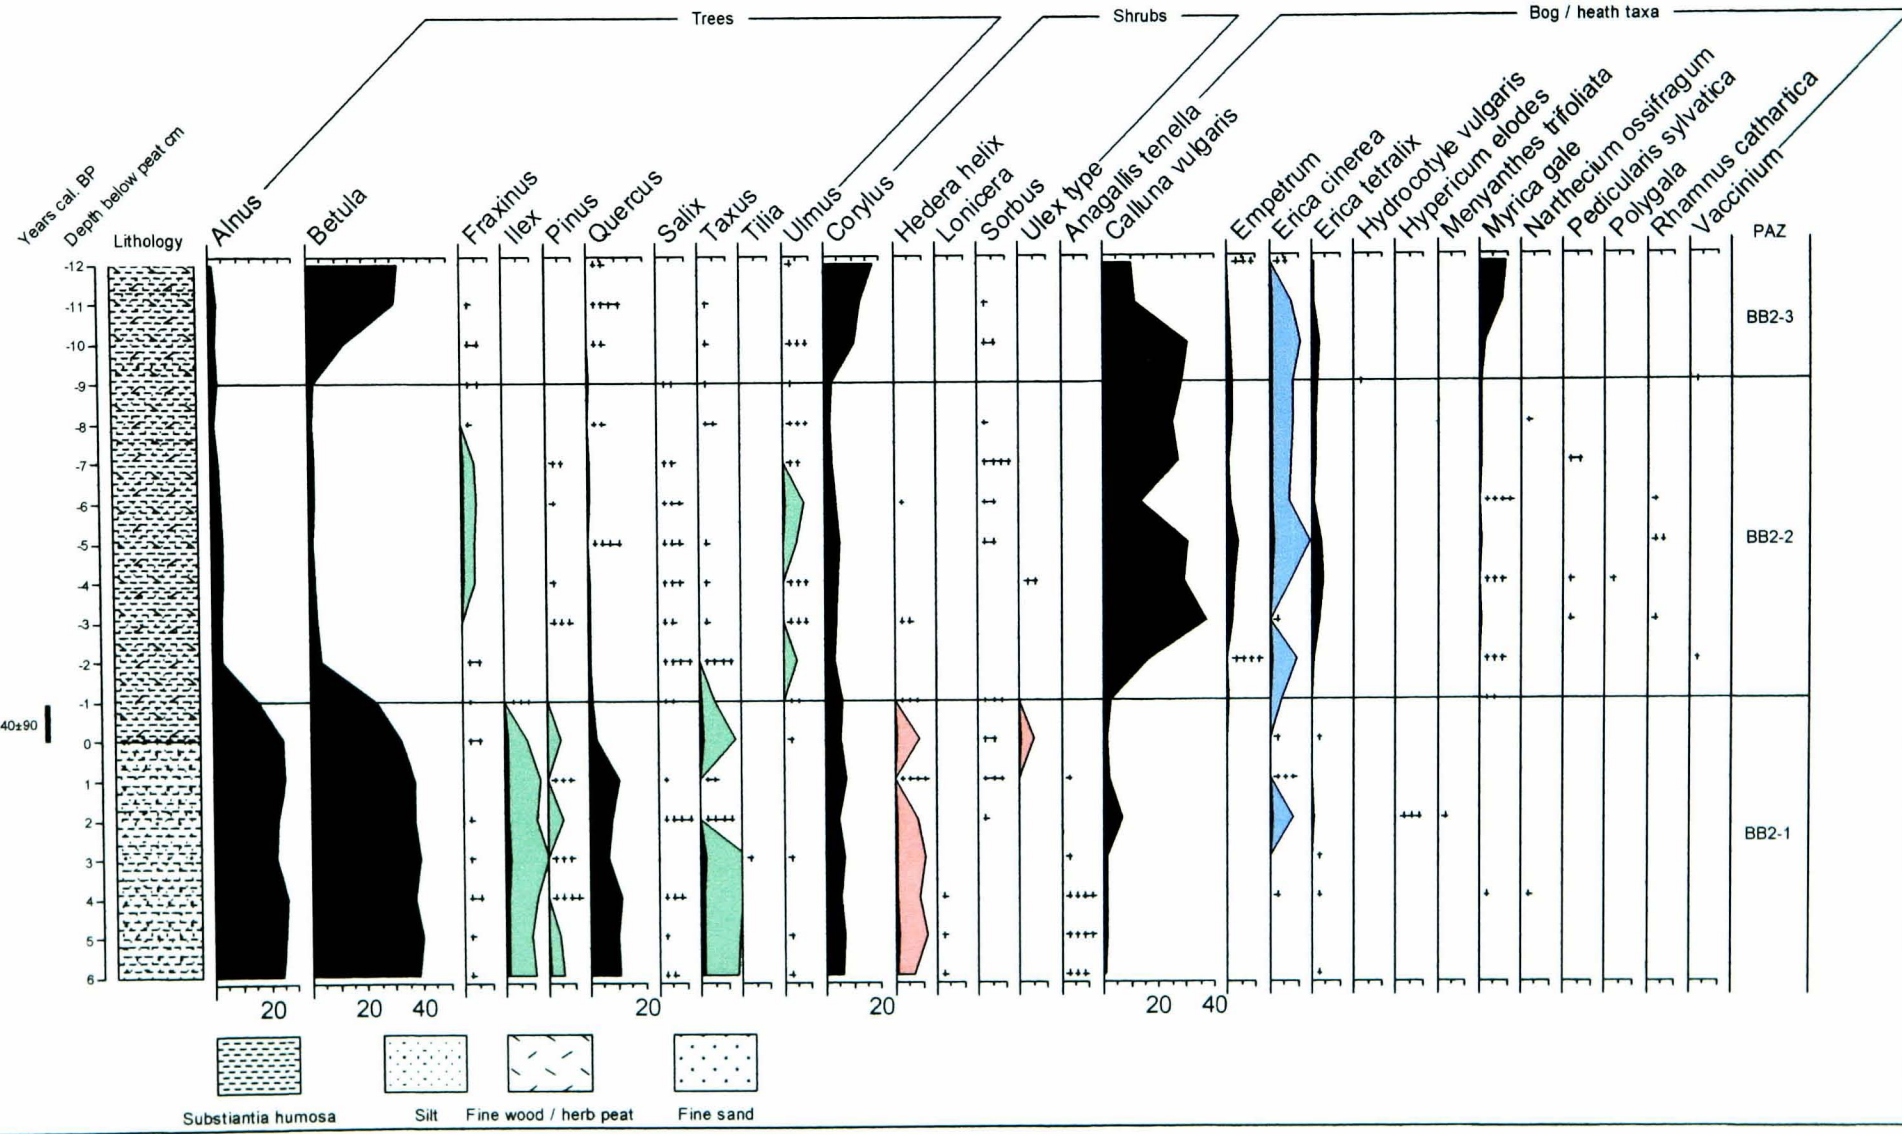 Trees
Shrubs
Bog / heath taxa
Years cal. BP
Depth below peat cm
Lithology
Alnus
Betula
Fraxinus
Ilex
Pinus
Quercus
Salix
Taxus
Tilia
Ulmus
Corylus
Hedera helix
Lonicera
Sorbus
Ulex type
Anagallis tenella
Calluna vulgaris
Empetrum
Erica cinerea
Erica tetralix
Hydrocotyle vulgaris
Hypericum elodes
Menyanthes trifoliata
Myrica gale
Narthecium ossifragum
Pedicularis sylvatica
Polygala
Rhamnus cathartica
Vaccinium
PAZ
-12
-11
-10
-9
-8
-7
-6
-5
-4
-3
-2
-1
0
1
2
3
4
5
6
40±90
BB2-3
BB2-2
BB2-1
20
20 40
20
20
20 40
Substiantia humosa
Silt
Fine wood / herb peat
Fine sand